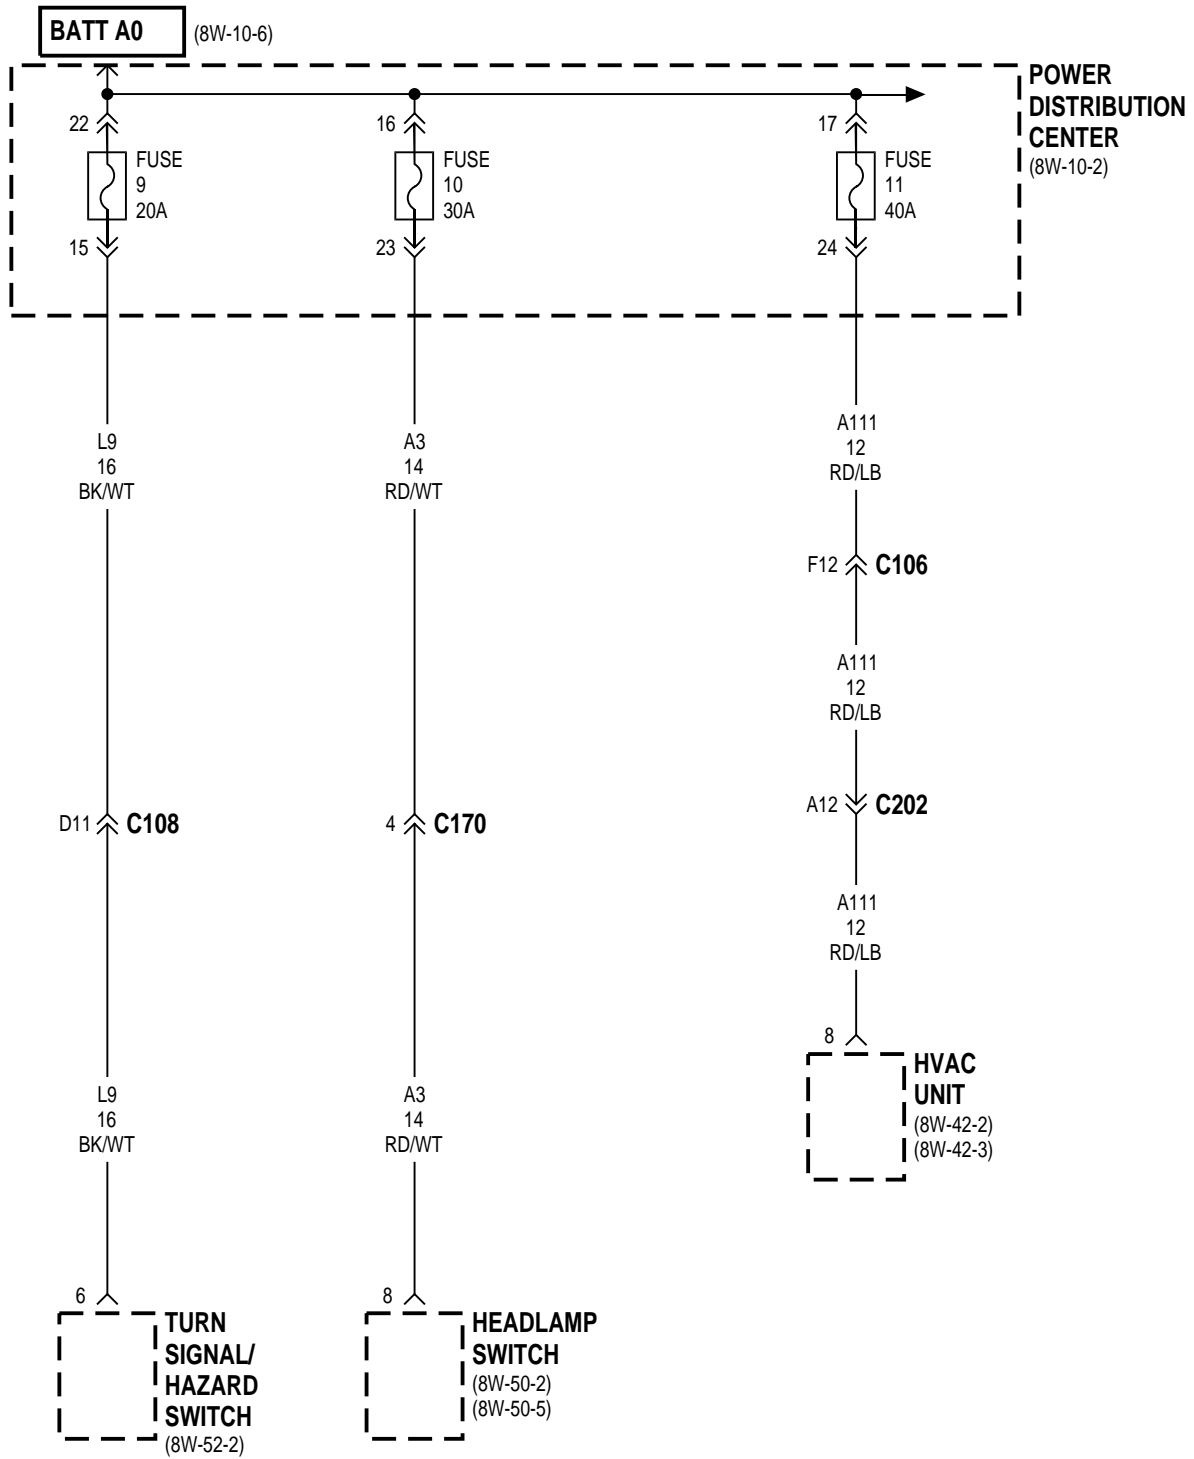 BATT A0 (8W-10-6)
POWER
DISTRIBUTION
CENTER
(8W-10-2)
22
FUSE
9
20A
15
16
FUSE
10
30A
23
17
FUSE
11
40A
24
L9
16
BK/WT
A3
14
RD/WT
A111
12
RD/LB
F12 C106
A111
12
RD/LB
D11 C108
4 C170
A12 C202
A111
12
RD/LB
L9
16
BK/WT
A3
14
RD/WT
8
HVAC
UNIT
(8W-42-2)
(8W-42-3)
6
TURN
SIGNAL/
HAZARD
SWITCH
(8W-52-2)
8
HEADLAMP
SWITCH
(8W-50-2)
(8W-50-5)